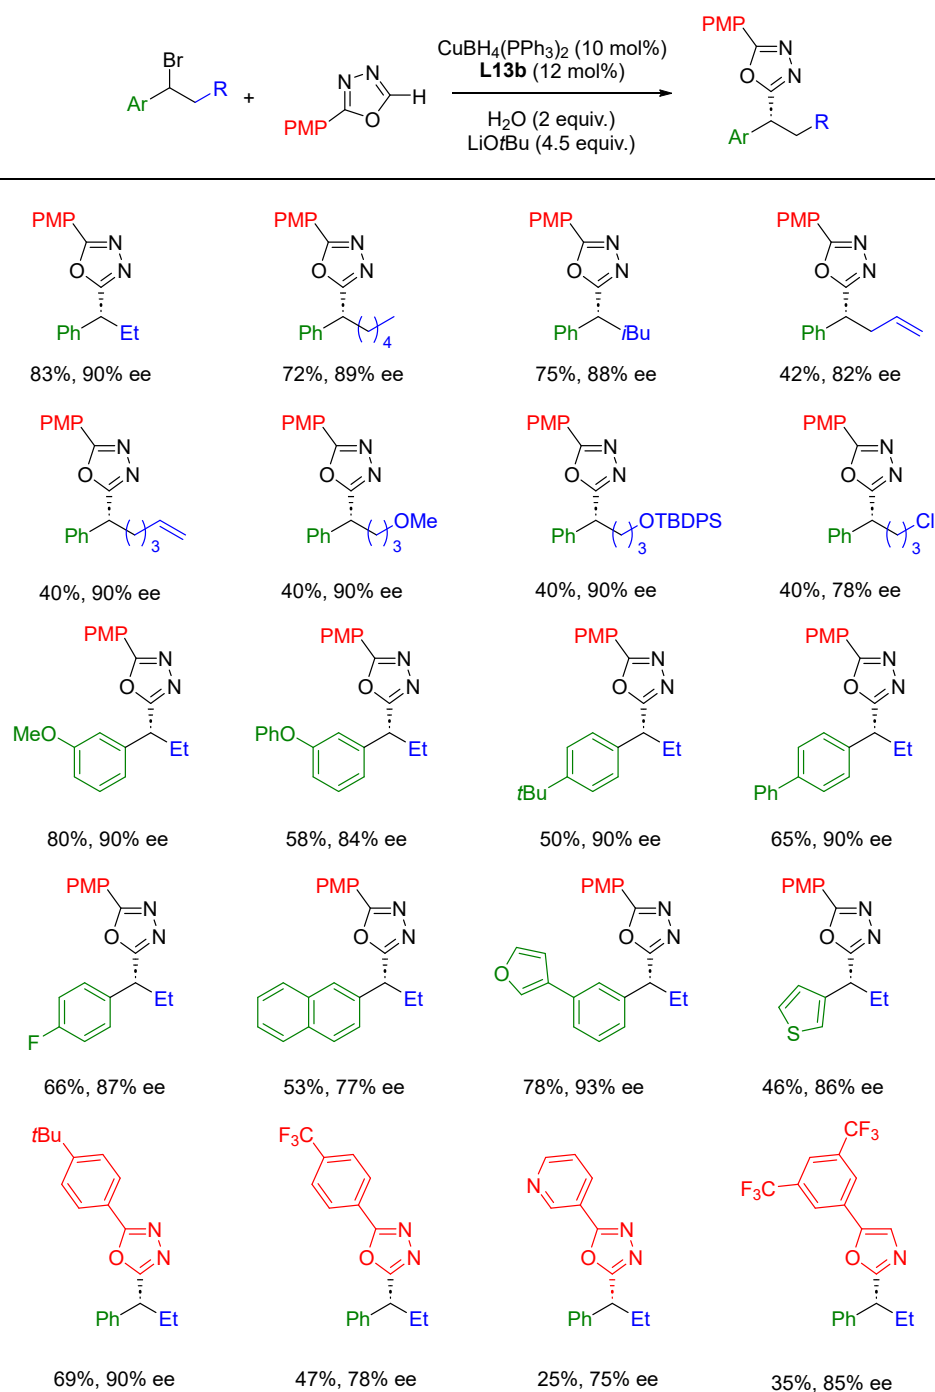 Br
Ar
R
+
N
N
H
O
PMP
CuBH4(PPh3)2 (10 mol%)
L13b (12 mol%)
H2O (2 equiv.)
LiOtBu (4.5 equiv.)
PMP
N
O
N
Ar
R
PMP
N
O
N
Ph
Et
83%, 90% ee
PMP
N
O
N
Ph
( )4
72%, 89% ee
PMP
N
O
N
Ph
iBu
75%, 88% ee
PMP
N
O
N
Ph
42%, 82% ee
PMP
N
O
N
Ph
( )3
40%, 90% ee
PMP
N
O
N
Ph
( )3
OMe
40%, 90% ee
PMP
N
O
N
Ph
( )3
OTBDPS
40%, 90% ee
PMP
N
O
N
Ph
( )3
Cl
40%, 78% ee
PMP
N
O
N
MeO
Et
80%, 90% ee
PMP
N
O
N
PhO
Et
58%, 84% ee
PMP
N
O
N
Et
tBu
50%, 90% ee
PMP
N
O
N
Et
Ph
65%, 90% ee
PMP
N
O
N
Et
F
66%, 87% ee
PMP
N
O
N
Et
53%, 77% ee
PMP
N
O
N
O
Et
78%, 93% ee
PMP
N
O
N
Et
S
46%, 86% ee
tBu
N
O
N
Ph
Et
69%, 90% ee
F3C
N
O
N
Ph
Et
47%, 78% ee
N
N
O
N
Ph
Et
25%, 75% ee
CF3
F3C
O
N
Ph
Et
35%, 85% ee